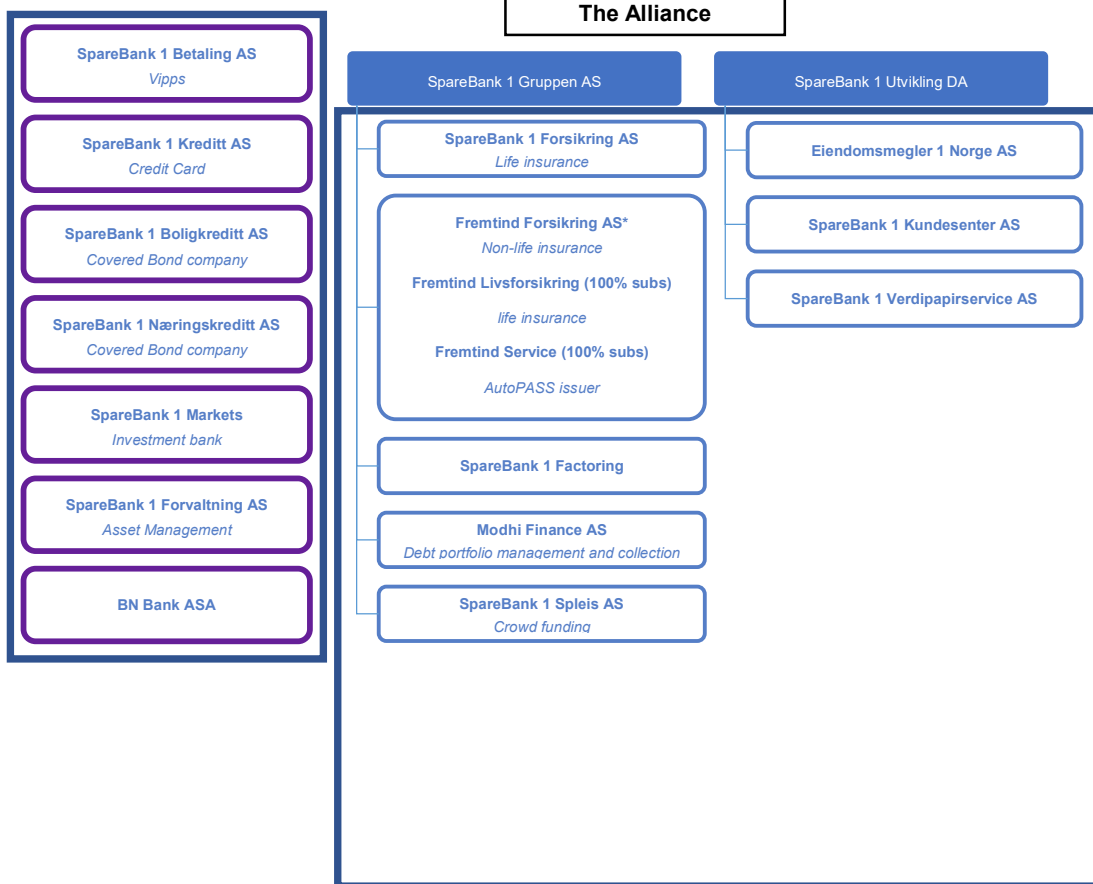 The Alliance
SpareBank 1 Betaling AS
Vipps
SpareBank 1 Kreditt AS
Credit Card
SpareBank 1 Boligkreditt AS
Covered Bond company
SpareBank 1 Næringskreditt AS
Covered Bond company
SpareBank 1 Markets
Investment bank
SpareBank 1 Forvaltning AS
Asset Management
BN Bank ASA
SpareBank 1 Gruppen AS
SpareBank 1 Forsikring AS
Life insurance
Fremtind Forsikring AS*
Non-life insurance
Fremtind Livsforsikring (100% subs)
life insurance
Fremtind Service (100% subs)
AutoPASS issuer
SpareBank 1 Factoring
Modhi Finance AS
Debt portfolio management and collection
SpareBank 1 Spleis AS
Crowd funding
SpareBank 1 Utvikling DA
Eiendomsmegler 1 Norge AS
SpareBank 1 Kundesenter AS
SpareBank 1 Verdipapirservice AS